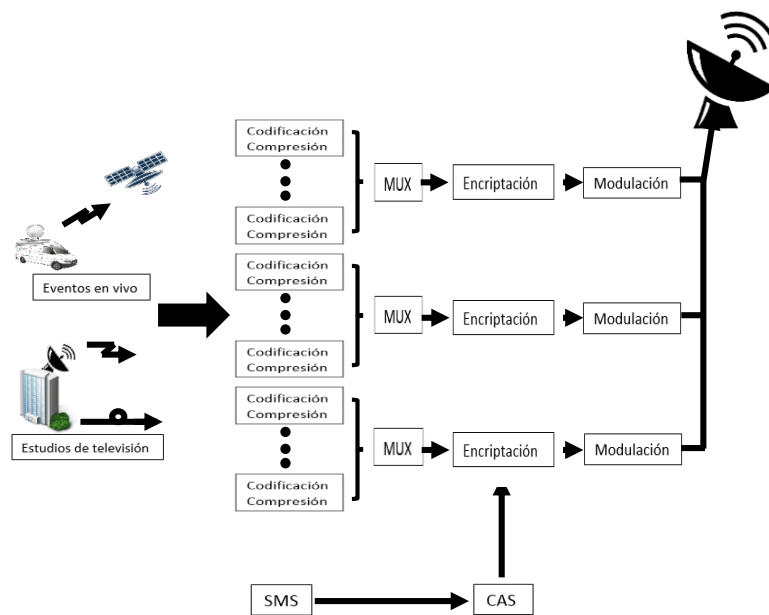 Codificación
Compresión
Codificación
Compresión
MUX
Encriptación
Modulación
Eventos en vivo
Codificación
Compresión
Codificación
Compresión
MUX
Encriptación
Modulación
Estudios de televisión
Codificación
Compresión
Codificación
Compresión
MUX
Encriptación
Modulación
SMS
CAS